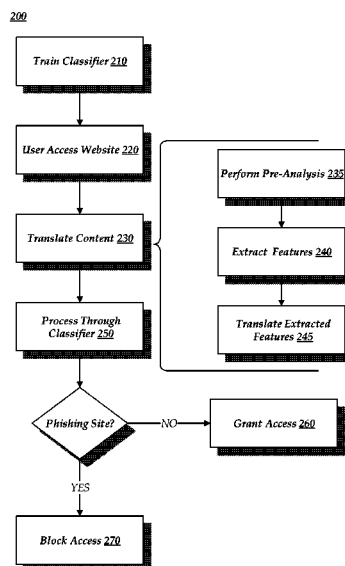 200
Train Classifier 210
User Access Website 220
Translate Content 230
Process Through
Classifier 250
Phishing Site?
NO
Grant Access 260
YES
Block Access 270
Perform Pre-Analysis 235
Extract Features 240
Translate Extracted
Features 245